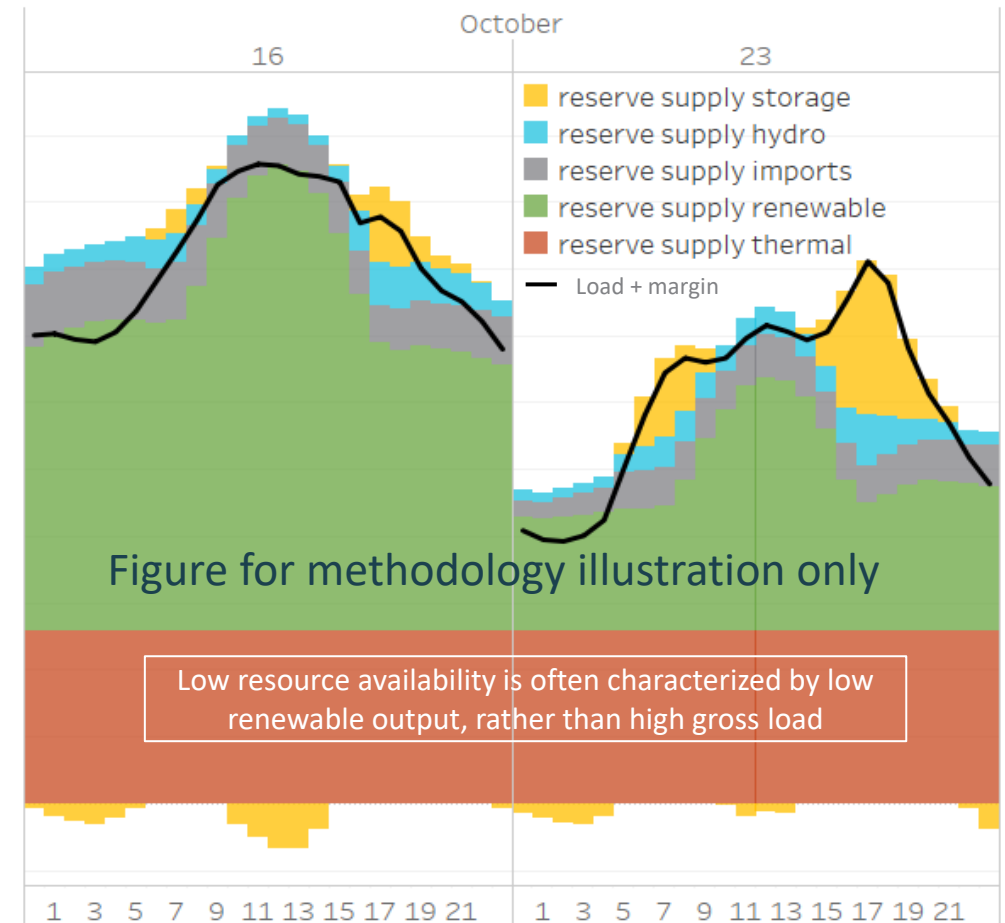 October
16
23
reserve supply storage
reserve supply hydro
reserve supply imports
reserve supply renewable
reserve supply thermal
Load + margin
Figure for methodology illustration only
Low resource availability is often characterized by low
renewable output, rather than high gross load
1 3 5 7 9 11 13 15 17 19 21 1 3 5 7 9 11 13 15 17 19 21